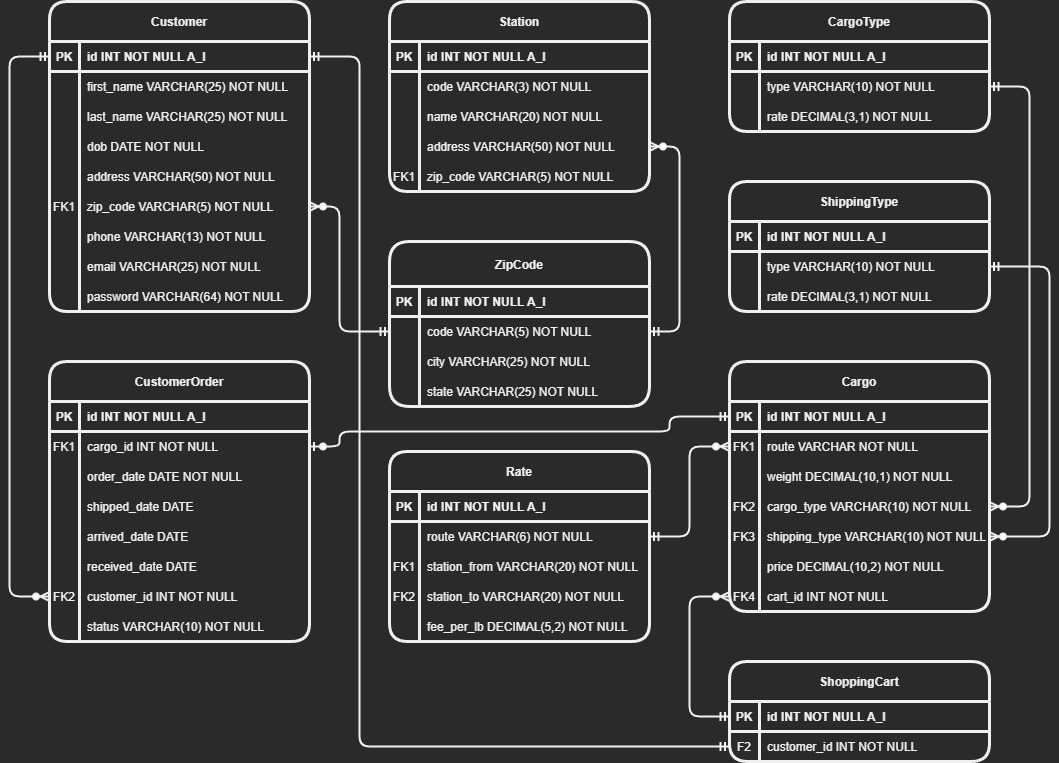 Customer
PK id INT NOT NULL A_I
first_name VARCHAR(25) NOT NULL
last_name VARCHAR(25) NOT NULL
dob DATE NOT NULL
address VARCHAR(50) NOT NULL
FK1 zip_code VARCHAR(5) NOT NULL
phone VARCHAR(13) NOT NULL
email VARCHAR(25) NOT NULL
password VARCHAR(64) NOT NULL
Station
PK id INT NOT NULL A_I
code VARCHAR(3) NOT NULL
name VARCHAR(20) NOT NULL
address VARCHAR(50) NOT NULL
FK1 zip_code VARCHAR(5) NOT NULL
CargoType
PK id INT NOT NULL A_I
type VARCHAR(10) NOT NULL
rate DECIMAL(3,1) NOT NULL
ShippingType
PK id INT NOT NULL A_I
type VARCHAR(10) NOT NULL
rate DECIMAL(3,1) NOT NULL
ZipCode
PK id INT NOT NULL A_I
code VARCHAR(5) NOT NULL
city VARCHAR(25) NOT NULL
state VARCHAR(25) NOT NULL
CustomerOrder
PK id INT NOT NULL A_I
FK1 cargo_id INT NOT NULL
order_date DATE NOT NULL
shipped_date DATE
arrived_date DATE
received_date DATE
FK2 customer_id INT NOT NULL
status VARCHAR(10) NOT NULL
Rate
PK id INT NOT NULL A_I
route VARCHAR(6) NOT NULL
FK1 station_from VARCHAR(20) NOT NULL
FK2 station_to VARCHAR(20) NOT NULL
fee_per_lb DECIMAL(5,2) NOT NULL
Cargo
PK id INT NOT NULL A_I
FK1 route VARCHAR NOT NULL
weight DECIMAL(10,1) NOT NULL
FK2 cargo_type VARCHAR(10) NOT NULL
FK3 shipping_type VARCHAR(10) NOT NULL
price DECIMAL(10,2) NOT NULL
FK4 cart_id INT NOT NULL
ShoppingCart
PK id INT NOT NULL A_I
F2 customer_id INT NOT NULL